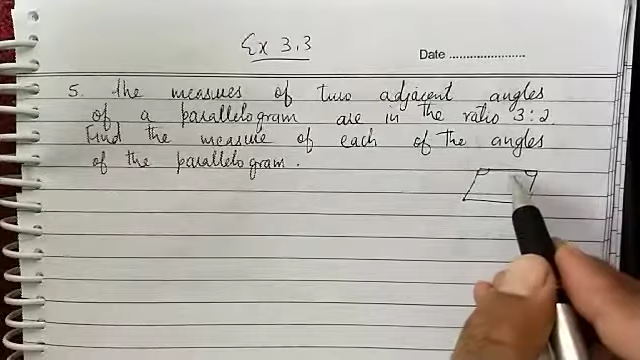 Ex 3.3
Date ........................
5. The measures of two adjacent angles
of a parallelogram are in the ratio 3:2.
Find the measure of each of the angles
of the parallelogram.